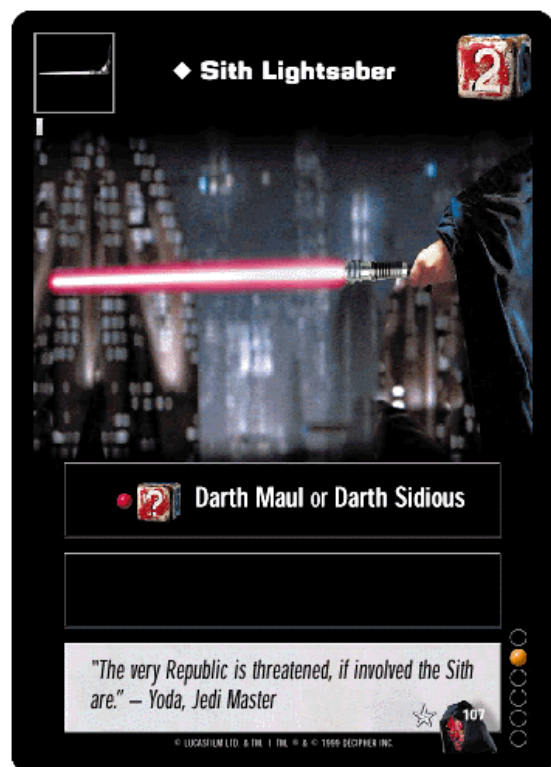 ◆ Sith Lightsaber
2
? Darth Maul or Darth Sidious
"The very Republic is threatened, if involved the Sith
are." – Yoda, Jedi Master
107
© LUCASFILM LTD. & TM. | TM, ® & © 1999 DECIPHER INC.